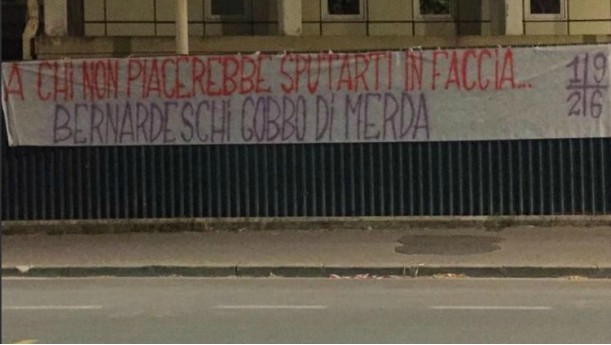 A CHI NON PIACEREBBE SPUTARTI IN FACCIA...
BERNARDESCHi GOBBO Di MERDA
1 9
2 6